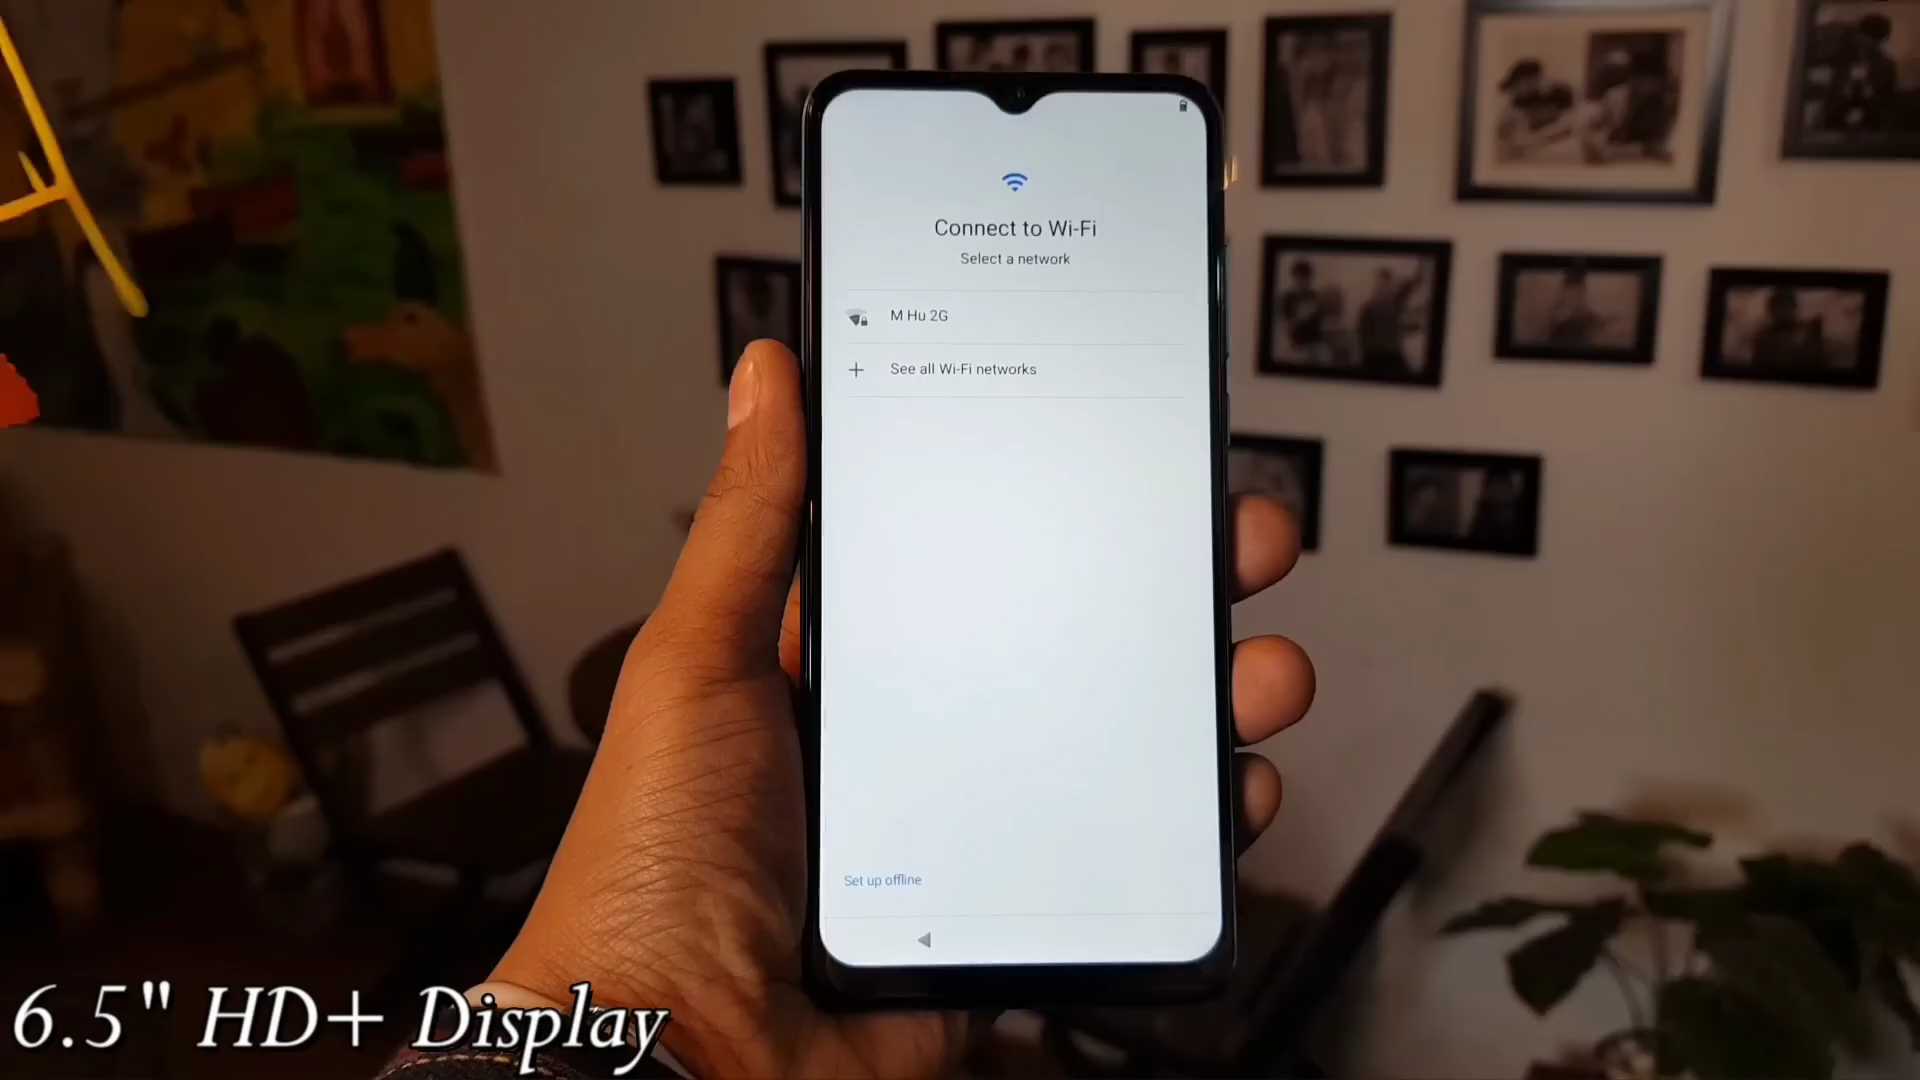 Connect to Wi-Fi
Select a network
M Hu 2G
See all Wi-Fi networks
Set up offline
6.5" HD+ Display